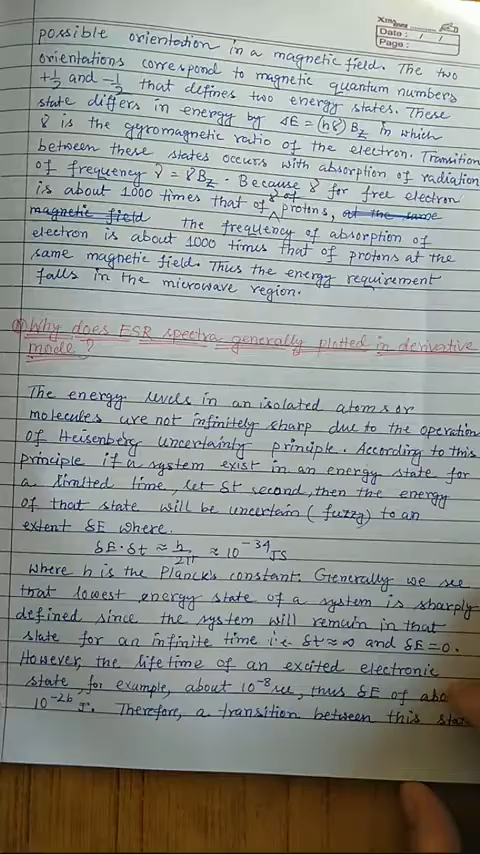 Date : / /
Page :
possible orientation in a magnetic field. The two
orientations correspond to magnetic quantum numbers
+1/2 and -1/2 that defines two energy states. These
state differs in energy by ΔE = (hγ) Bz in which
γ is the gyromagnetic ratio of the electron. Transition
between these states occurs with absorption of radiation
of frequency ν = γBz. Because γ for free electron
is about 1000 times that of γ of protons, at the same
magnetic field the frequency of absorption of
electron is about 1000 times that of protons at the
same magnetic field. Thus the energy requirement
falls in the microwave region.
Why does ESR spectra generally plotted in derivative
mode?
The energy levels in an isolated atoms or
molecules are not infinitely sharp due to the operation
of Heisenberg uncertainty principle. According to this
principle if a system exist in an energy state for
a limited time, let δt second, then the energy
of that state will be uncertain (fuzzy) to an
extent δE where.
δE·δt ≈ h/2π ≈ 10⁻³⁴ JS
where h is the Planck's constant. Generally we see
that lowest energy state of a system is sharply
defined since the system will remain in that
state for an infinite time i.e. δt ≈ ∞ and δE = 0.
However, the lifetime of an excited electronic
state, for example, about 10⁻⁸ sec, thus δE of abo
10⁻²⁶ J. Therefore, a transition between this stat